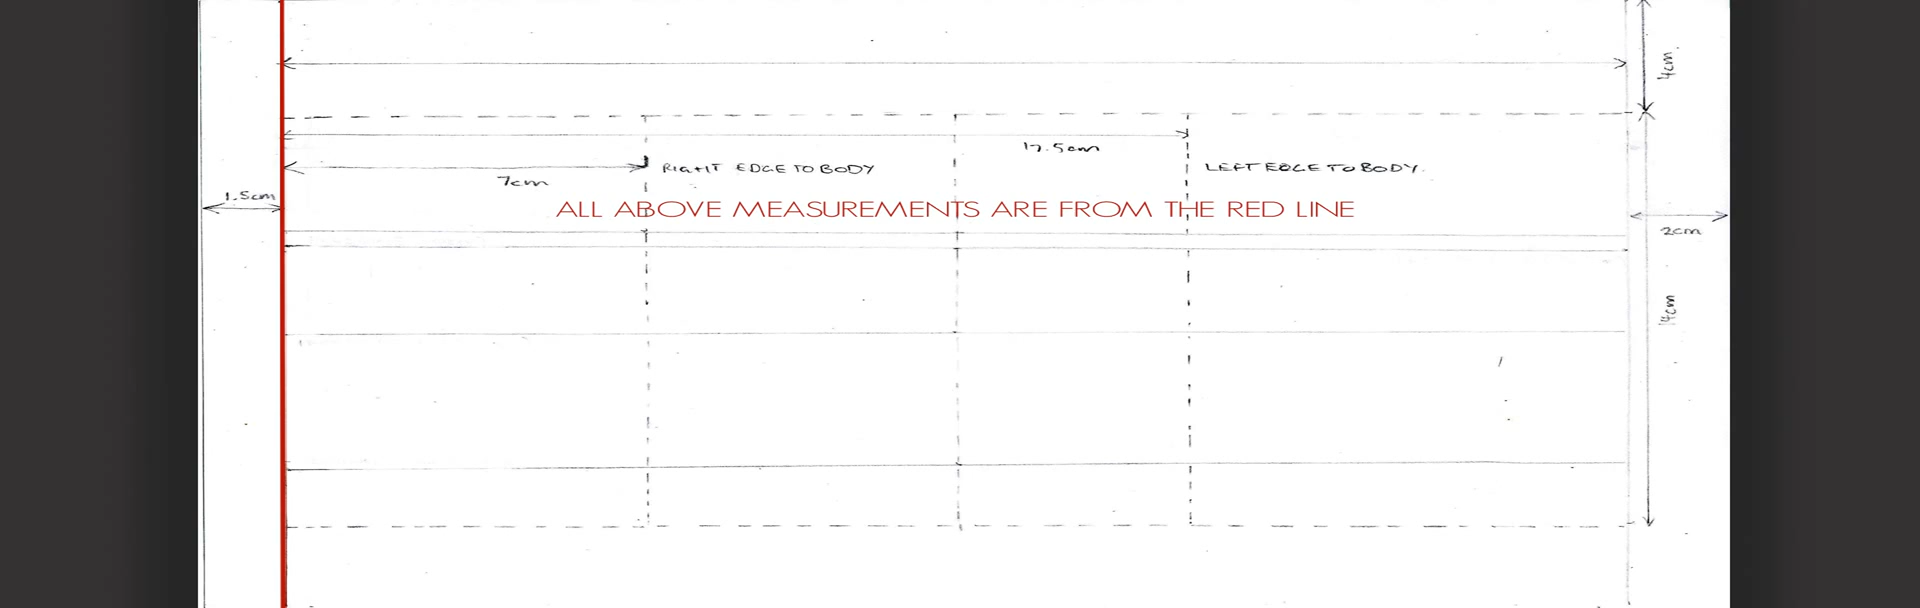 4cm
17.5cm
RIGHT EDGE TO BODY
LEFT EDGE TO BODY.
7cm
1.5cm
ALL ABOVE MEASUREMENTS ARE FROM THE RED LINE
2cm
14cm